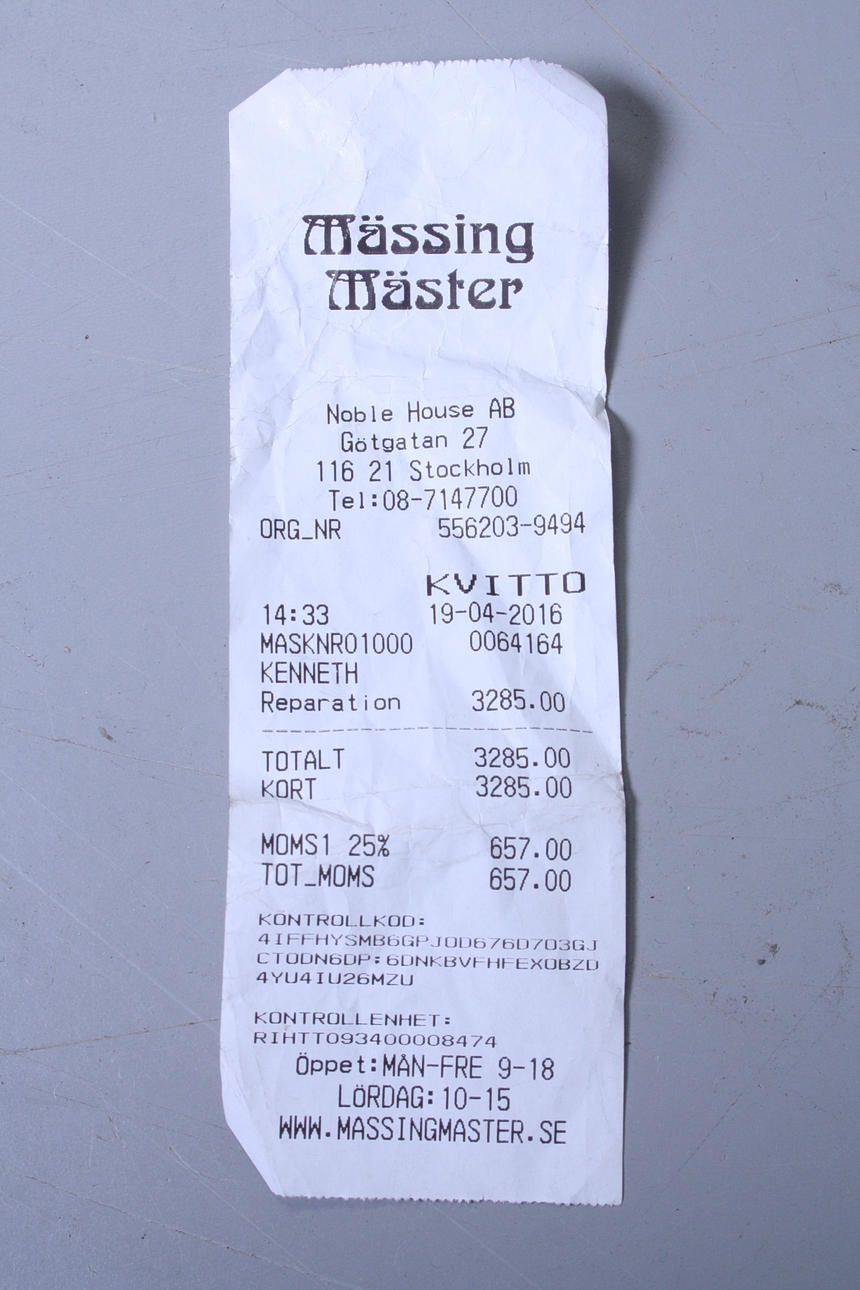 Mässing
Mäster
Noble House AB
Götgatan 27
116 21 Stockholm
Tel:08-7147700
ORG_NR 556203-9494
KVITTO
14:33 19-04-2016
MASKNR01000 0064164
KENNETH
Reparation 3285.00
TOTALT 3285.00
KORT 3285.00
MOMS1 25% 657.00
TOT_MOMS 657.00
KONTROLLKOD:
4IFFHYSMB6GPJODD676D7O3GJ
CTODN6DP:6DNKBVFHFEXOBZD
4YU4IU26MZU
KONTROLLENHET:
RIHTT093400008474
Öppet:MÅN-FRE 9-18
LÖRDAG:10-15
WWW.MASSINGMASTER.SE